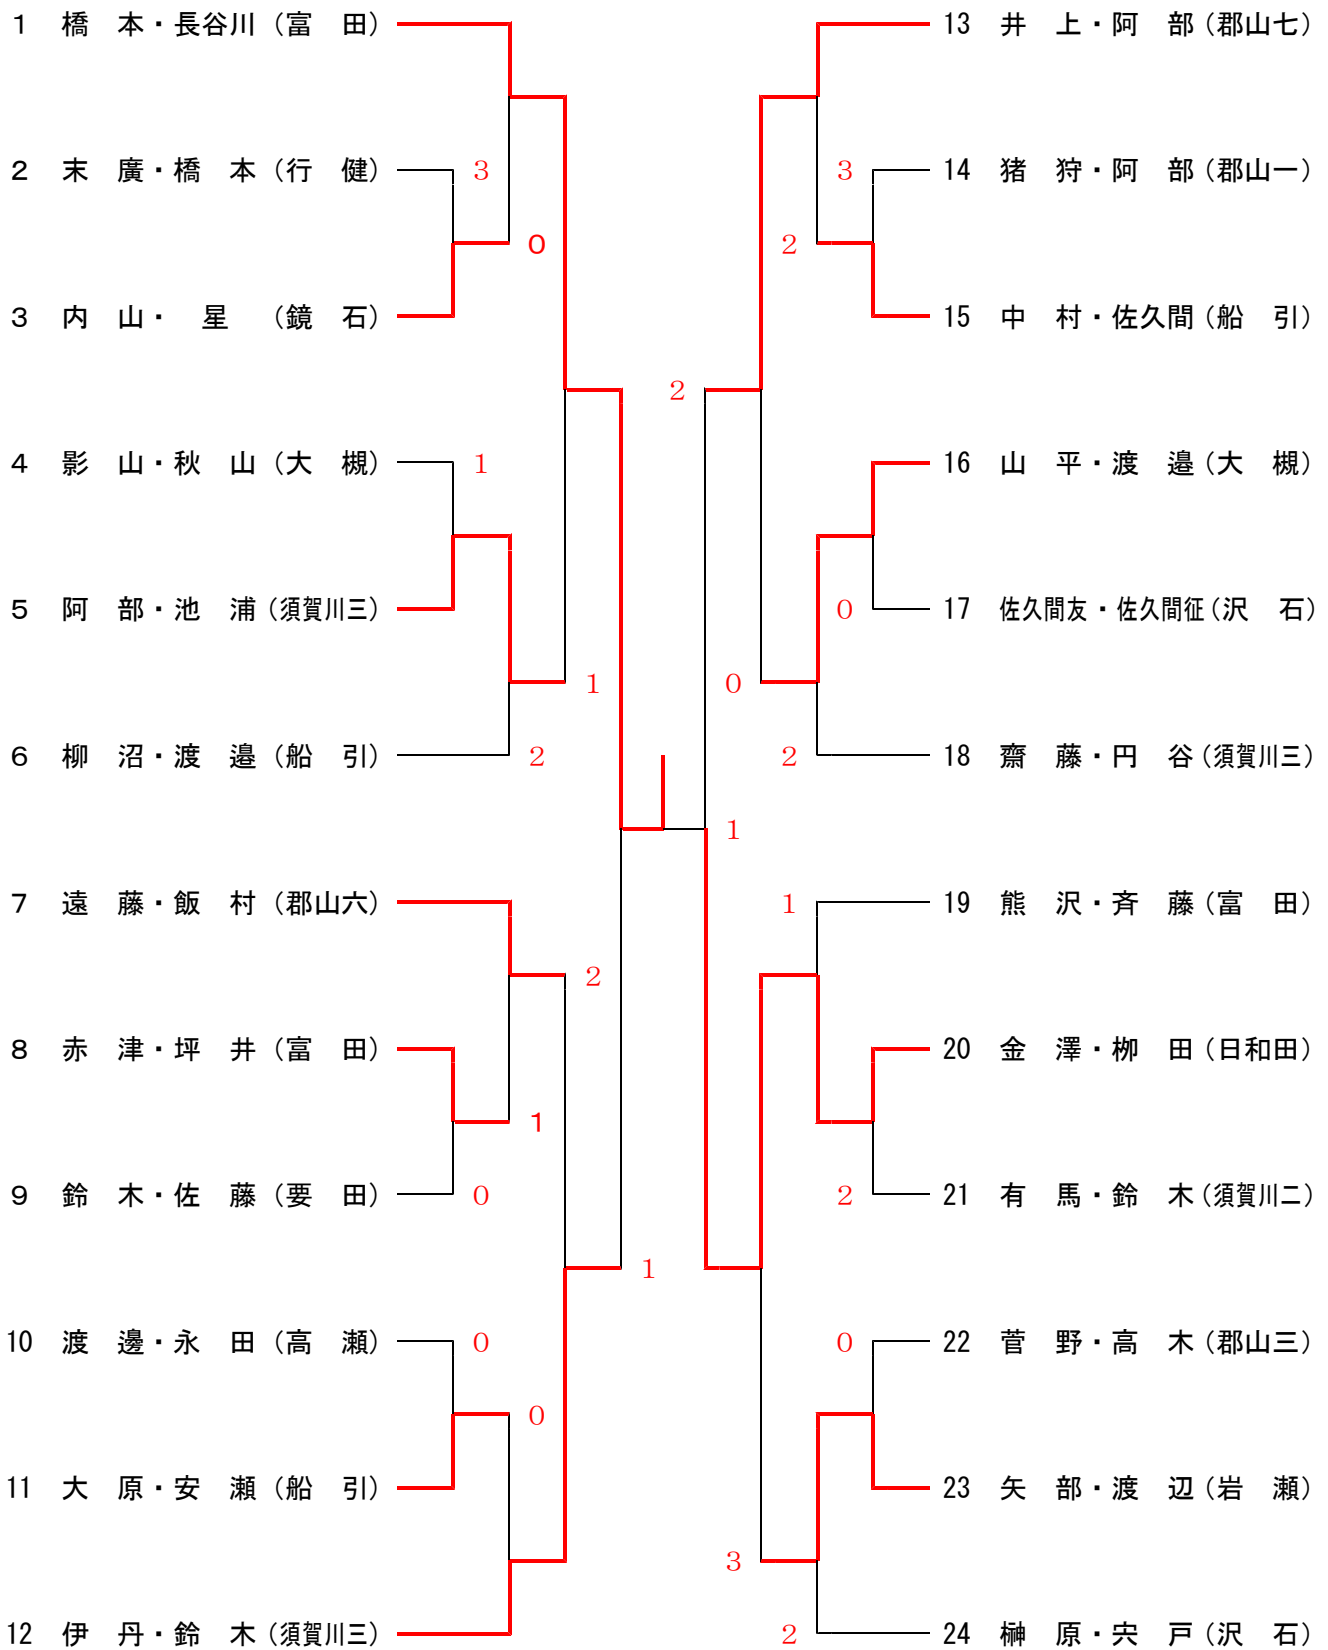 1 橋 本・長谷川 (富 田)
2 末 廣・橋 本 (行 健)
3
0
3 内 山・ 星 (鏡 石)
4 影 山・秋 山 (大 槻)
1
5 阿 部・池 浦 (須賀川三)
1
6 柳 沼・渡 邉 (船 引)
2
7 遠 藤・飯 村 (郡山六)
2
8 赤 津・坪 井 (富 田)
1
9 鈴 木・佐 藤 (要 田)
0
1
10 渡 邊・永 田 (高 瀬)
0
0
11 大 原・安 瀬 (船 引)
12 伊 丹・鈴 木 (須賀川三)
13 井 上・阿 部 (郡山七)
3
14 猪 狩・阿 部 (郡山一)
2
15 中 村・佐久間 (船 引)
2
16 山 平・渡 邉 (大 槻)
0
17 佐久間友・佐久間征 (沢 石)
0
2
18 齋 藤・円 谷 (須賀川三)
1
1
19 熊 沢・斉 藤 (富 田)
20 金 澤・栁 田 (日和田)
2
21 有 馬・鈴 木 (須賀川二)
0
22 菅 野・高 木 (郡山三)
23 矢 部・渡 辺 (岩 瀬)
3
2
24 榊 原・宍 戸 (沢 石)